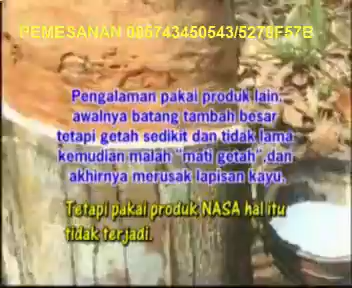 PEMESANAN 085743450543/5275F57B
Pengalaman pakai produk lain:
awalnya batang tambah besar
tetapi getah sedikit dan tidak lama
kemudian malah "mati getah",dan
akhirnya merusak lapisan kayu.
Tetapi pakai produk NASA hal itu
tidak terjadi.